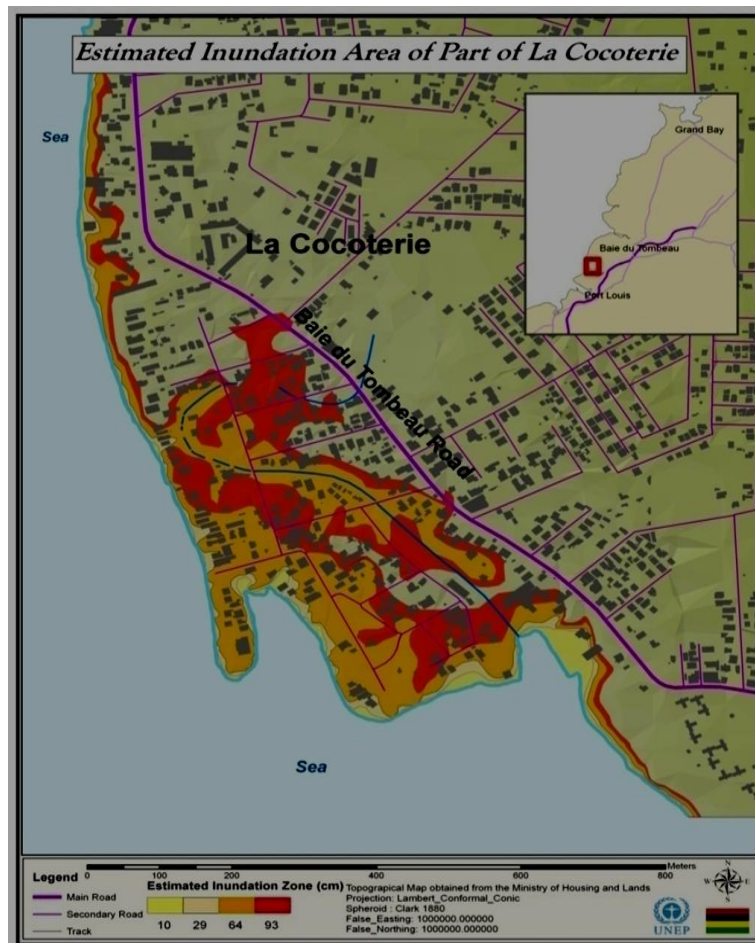 Estimated Inundation Area of Part of La Cocoterie
Sea
Grand Bay
La Cocoterie
Baie du Tombeau
Port Louis
Baie du Tombeau Road
Sea
Legend
Main Road
Secondary Road
Track
0 100 200 400 600 800 Meters
Estimated Inundation Zone (cm)
10 29 64 93
Topograpical Map obtained from the Ministry of Housing and Lands
Projection: Lambert_Conformal_Conic
Spheroid : Clark 1880
False_Easting: 1000000.000000
False_Northing: 1000000.000000
N
W E
S
UNEP